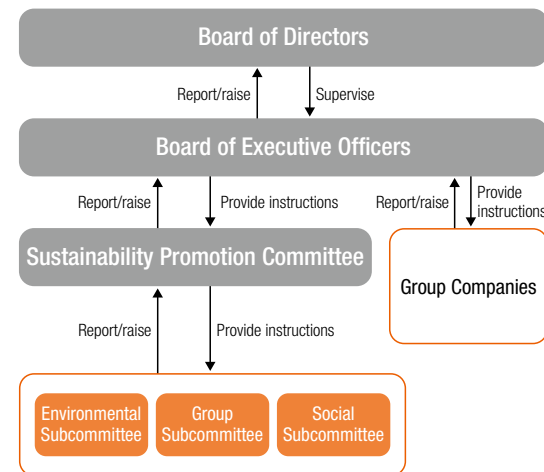 Board of Directors
Report/raise
Supervise
Board of Executive Officers
Report/raise
Provide instructions
Report/raise
Provide
instructions
Sustainability Promotion Committee
Group Companies
Report/raise
Provide instructions
Environmental
Subcommittee
Group
Subcommittee
Social
Subcommittee